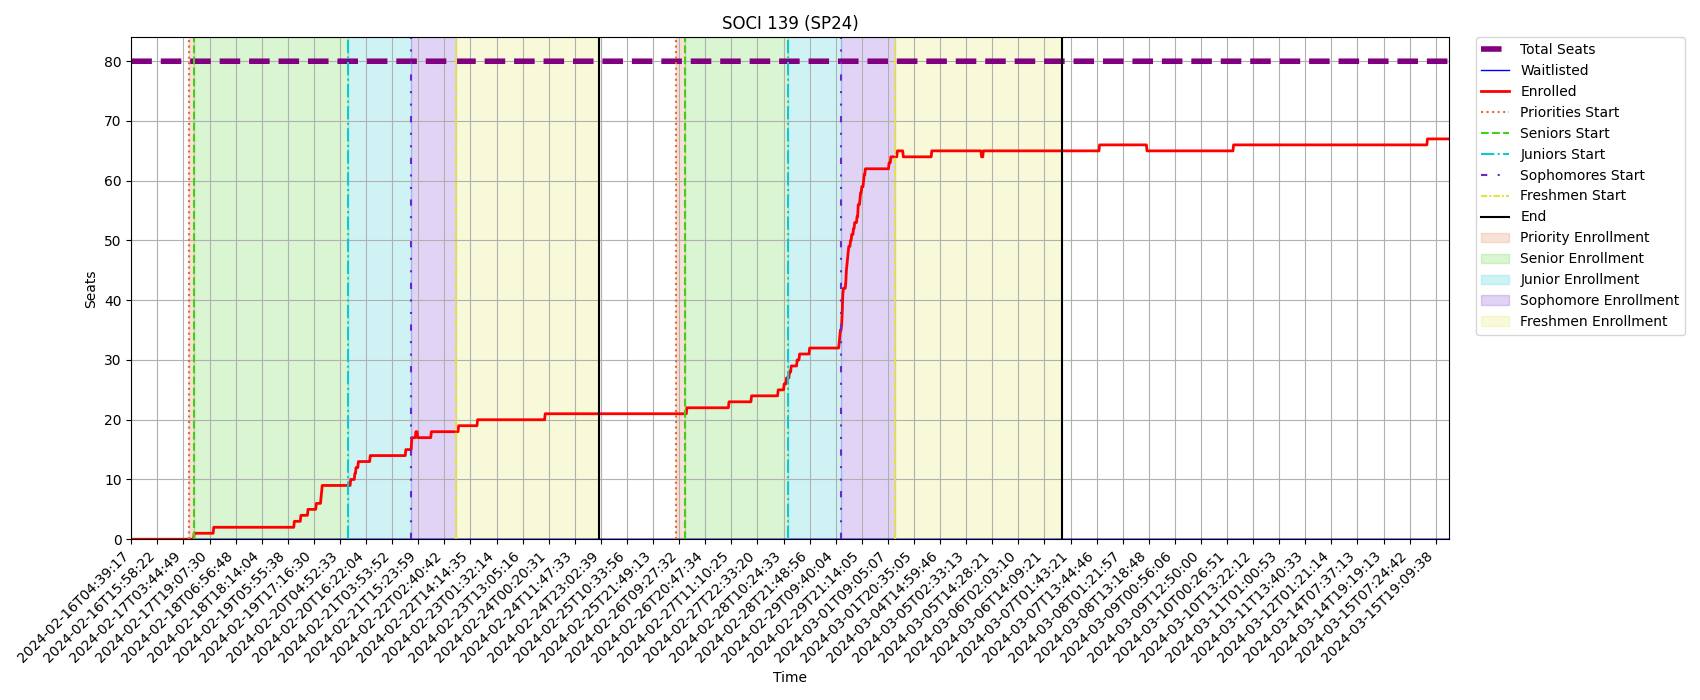 SOCI 139 (SP24)
Seats
80
70
60
50
40
30
20
10
0
2024-02-16T04:39:17
2024-02-16T15:58:22
2024-02-17T03:44:49
2024-02-17T19:07:30
2024-02-18T06:56:48
2024-02-18T18:14:04
2024-02-19T05:55:38
2024-02-19T17:16:30
2024-02-20T04:52:33
2024-02-20T16:22:04
2024-02-21T03:53:52
2024-02-21T15:23:59
2024-02-22T02:40:42
2024-02-22T14:14:35
2024-02-23T01:32:14
2024-02-23T13:05:16
2024-02-24T00:20:31
2024-02-24T11:47:33
2024-02-24T23:02:39
2024-02-25T10:33:56
2024-02-25T21:49:13
2024-02-26T09:27:32
2024-02-26T20:47:34
2024-02-27T11:10:25
2024-02-27T22:33:20
2024-02-28T10:24:33
2024-02-28T21:48:56
2024-02-29T09:40:04
2024-02-29T21:14:05
2024-03-01T09:05:07
2024-03-01T20:35:05
2024-03-04T14:59:46
2024-03-05T02:33:13
2024-03-05T14:28:21
2024-03-06T02:03:10
2024-03-06T14:09:21
2024-03-07T01:43:21
2024-03-07T13:44:46
2024-03-08T01:21:57
2024-03-08T13:18:48
2024-03-09T00:56:06
2024-03-09T12:50:00
2024-03-10T00:26:51
2024-03-10T13:22:12
2024-03-11T01:00:53
2024-03-11T13:40:33
2024-03-12T01:21:14
2024-03-14T07:37:13
2024-03-14T19:19:13
2024-03-15T07:24:42
2024-03-15T19:09:38
Time
Total Seats
Waitlisted
Enrolled
Priorities Start
Seniors Start
Juniors Start
Sophomores Start
Freshmen Start
End
Priority Enrollment
Senior Enrollment
Junior Enrollment
Sophomore Enrollment
Freshmen Enrollment